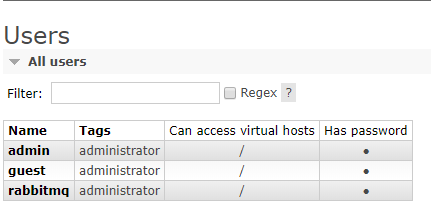 Users
All users
Filter: Regex ?
Name Tags Can access virtual hosts Has password
admin administrator / •
guest administrator / •
rabbitmq administrator / •